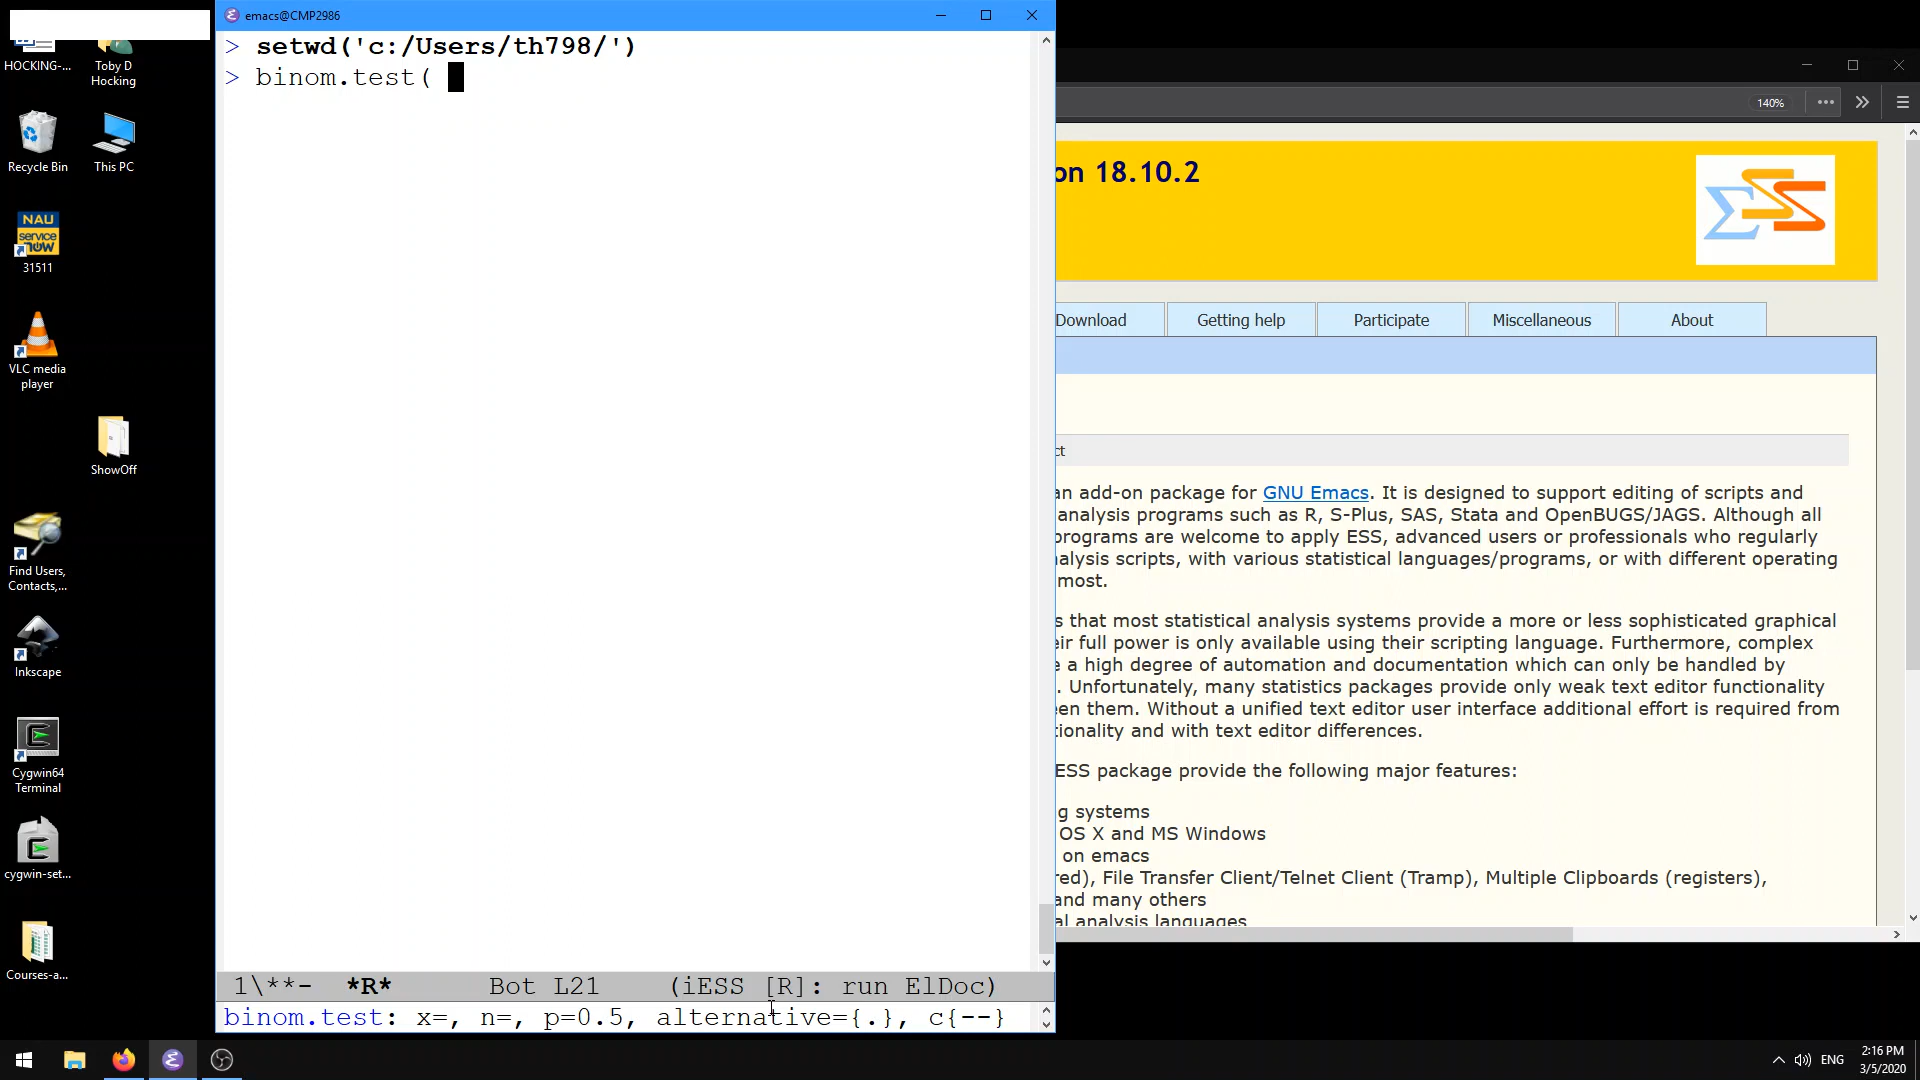 emacs@CMP2986
> setwd('c:/Users/th798/')
> binom.test(
1\**-  *R*  Bot L21  (iESS [R]: run ElDoc)
binom.test: x=, n=, p=0.5, alternative={.}, c{--}
HOCKING-...
Toby D
Hocking
Recycle Bin
This PC
NAU
service
now
31511
VLC media
player
ShowOff
Find Users,
Contacts,...
Inkscape
Cygwin64
Terminal
cygwin-set...
Courses-a...
140%
on 18.10.2
ESS
Download
Getting help
Participate
Miscellaneous
About
ct
an add-on package for GNU Emacs. It is designed to support editing of scripts and
analysis programs such as R, S-Plus, SAS, Stata and OpenBUGS/JAGS. Although all
programs are welcome to apply ESS, advanced users or professionals who regularly
alysis scripts, with various statistical languages/programs, or with different operating
most.
s that most statistical analysis systems provide a more or less sophisticated graphical
eir full power is only available using their scripting language. Furthermore, complex
e a high degree of automation and documentation which can only be handled by
. Unfortunately, many statistics packages provide only weak text editor functionality
een them. Without a unified text editor user interface additional effort is required from
tionality and with text editor differences.
ESS package provide the following major features:
g systems
OS X and MS Windows
on emacs
red), File Transfer Client/Telnet Client (Tramp), Multiple Clipboards (registers),
and many others
al analysis languages
ENG
2:16 PM
3/5/2020